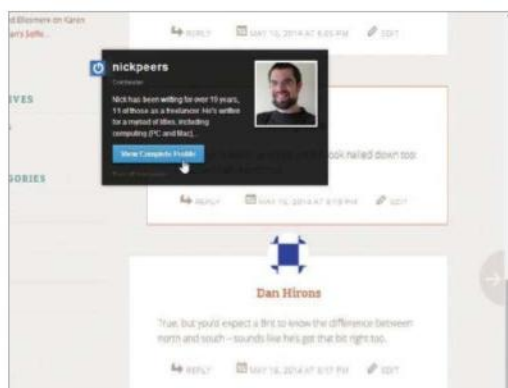 d Ellesmere on Karen
an's Selfie...
IVES
GORIES
REPLY MAY 16, 2014 AT 6:05 PM EDIT
nickpeers
Nick has been writing for over 19 years,
11 of those as a freelancer. He's written
for a myriad of titles, including
computing (PC and Mac)...
View Complete Profile
ook nailed down too:
REPLY MAY 16, 2014 AT 6:10 PM EDIT
Dan Hirons
True, but you'd expect a Brit to know the difference between
north and south – sounds like he's got that bit right too.
REPLY MAY 16, 2014 AT 6:17 PM EDIT